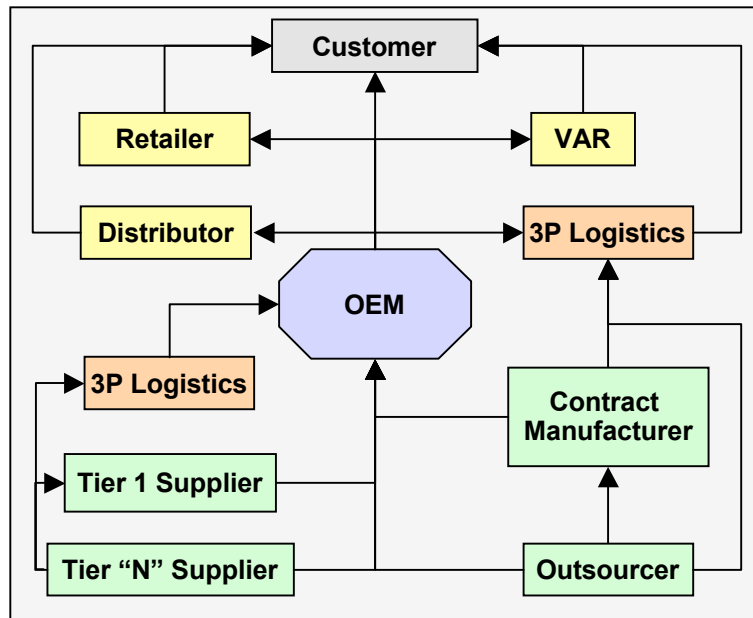 Customer
Retailer
VAR
Distributor
3P Logistics
OEM
3P Logistics
Contract
Manufacturer
Tier 1 Supplier
Tier “N” Supplier
Outsourcer